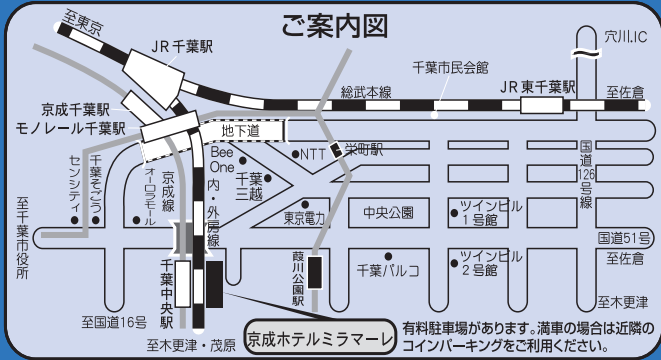 ご案内図
至東京
JR千葉駅
穴川.IC
千葉市民会館
総武本線
JR東千葉駅
至佐倉
京成千葉駅
モノレール千葉駅
地下道
栄町駅
NTT
Bee
One
国道126号線
センシティ
千葉そごう
オーロラモール
京成線
内・外房線
千葉
三越
東京電力
中央公園
ツインビル
1号館
至千葉市役所
国道51号
至佐倉
千葉中央駅
葭川公園駅
千葉パルコ
ツインビル
2号館
至木更津
至国道16号
至木更津・茂原
京成ホテルミラマーレ
有料駐車場があります。満車の場合は近隣の
コインパーキングをご利用ください。